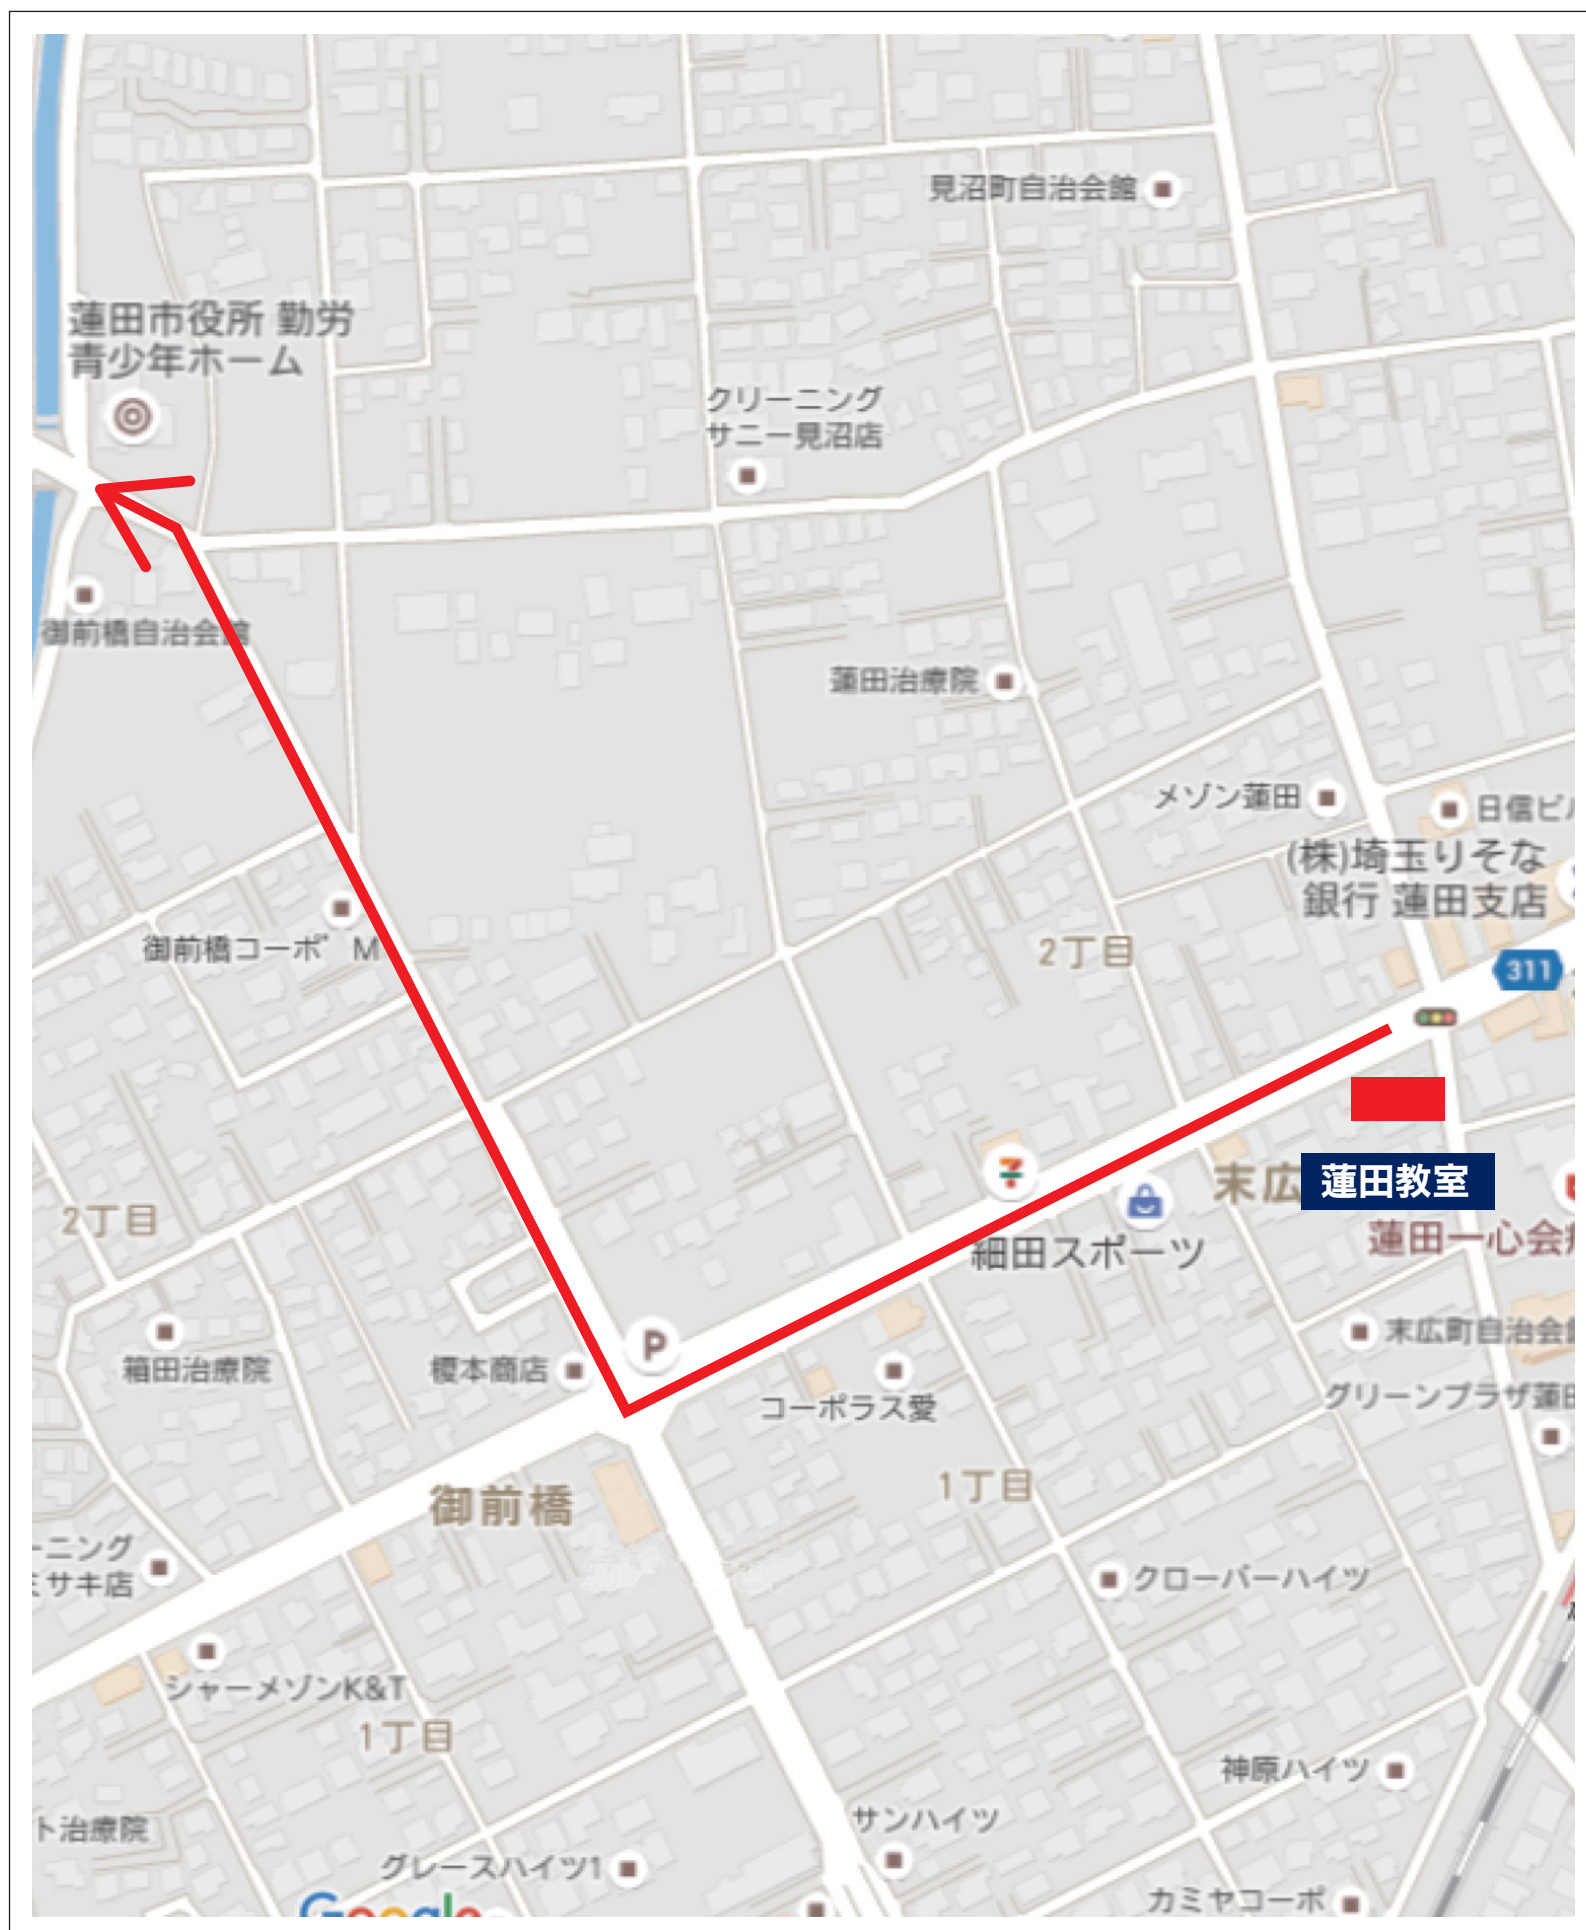 見沼町自治会館
蓮田市役所 勤労
青少年ホーム
クリーニング
サニー見沼店
御前橋自治会館
蓮田治療院
メゾン蓮田
日信ビル
(株)埼玉りそな
銀行 蓮田支店
御前橋コーポ M
2丁目
311
末広
蓮田教室
2丁目
細田スポーツ
蓮田一心会
P
末広町自治会館
箱田治療院
榎本商店
コーポラス愛
グリーンプラザ蓮田
1丁目
御前橋
ーニング
ミサキ店
クローバーハイツ
シャーメゾンK&T
1丁目
神原ハイツ
サンハイツ
ト治療院
グレースハイツ1
カミヤコーポ
Google